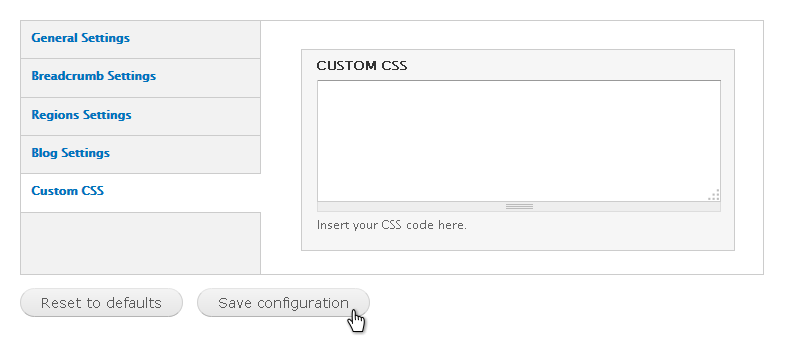 General Settings
Breadcrumb Settings
Regions Settings
Blog Settings
Custom CSS
CUSTOM CSS
Insert your CSS code here.
Reset to defaults
Save configuration